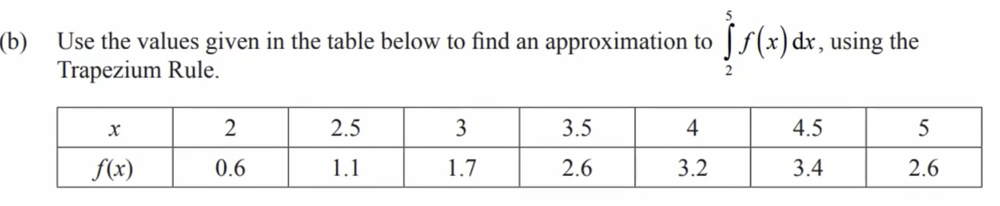 (b) Use the values given in the table below to find an approximation to ∫₂⁵ f(x) dx, using the
Trapezium Rule.
x 2 2.5 3 3.5 4 4.5 5
f(x) 0.6 1.1 1.7 2.6 3.2 3.4 2.6